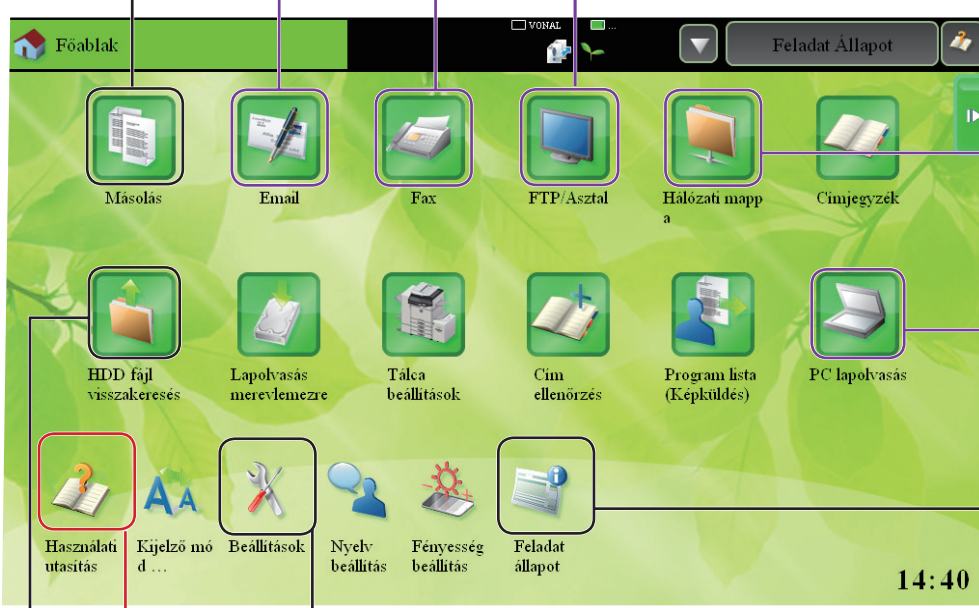 Főablak
VONAL
...
Feladat Állapot
Másolás
Email
Fax
FTP/Asztal
Hálózati mapp
a
Címjegyzék
HDD fájl
visszakeresés
Lapolvasás
merevlemezre
Tálca
beállítások
Cím
ellenőrzés
Program lista
(Képküldés)
PC lapolvasás
Használati
utasítás
Kijelző mó
d ...
Beállítások
Nyelv
beállítás
Fényesség
beállítás
Feladat
állapot
14:40